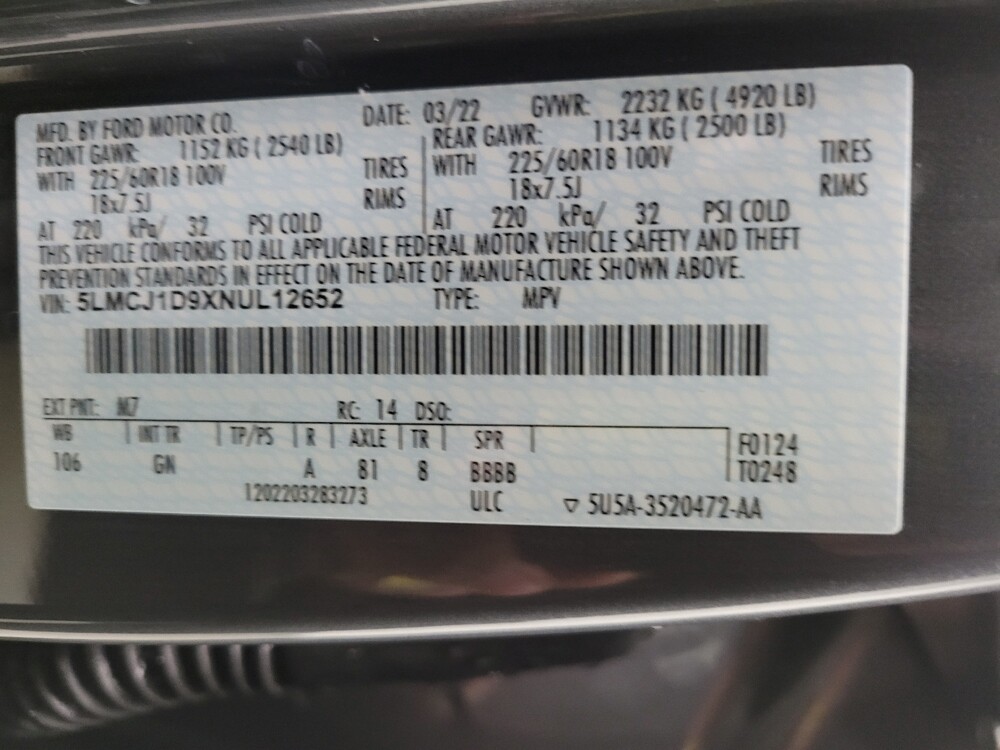 MFD. BY FORD MOTOR CO. DATE: 03/22 GVWR: 2232 KG ( 4920 LB)
FRONT GAWR: 1152 KG ( 2540 LB) REAR GAWR: 1134 KG ( 2500 LB)
WITH 225/60R18 100V TIRES WITH 225/60R18 100V TIRES
18x7.5J RIMS 18x7.5J RIMS
AT 220 kPa/ 32 PSI COLD AT 220 kPa/ 32 PSI COLD
THIS VEHICLE CONFORMS TO ALL APPLICABLE FEDERAL MOTOR VEHICLE SAFETY AND THEFT
PREVENTION STANDARDS IN EFFECT ON THE DATE OF MANUFACTURE SHOWN ABOVE.
VIN: 5LMCJ1D9XNUL12652 TYPE: MPV
EXT PNT: M7 RC: 14 DSO:
WB INT TR TP/PS R AXLE TR SPR F0124
106 GN A 81 8 BBBB T0248
1202203283273 ULC ▽ 5U5A-3520472-AA